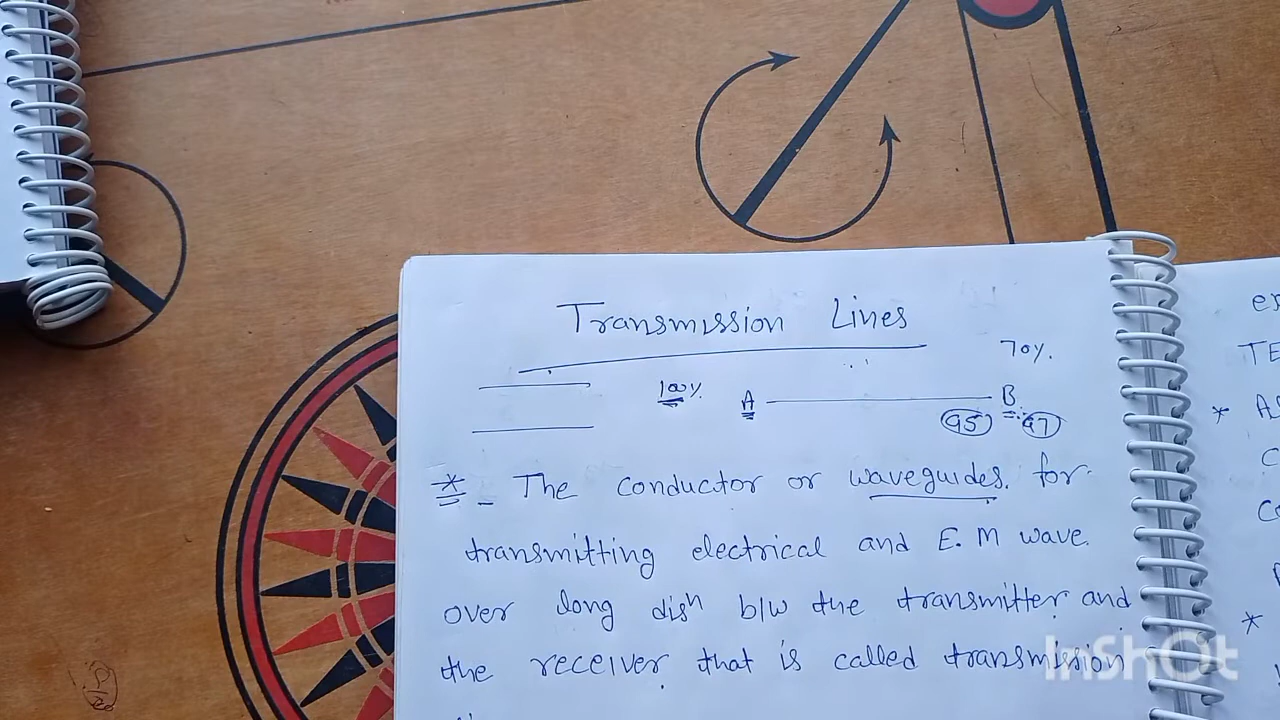 Transmission Lines
70%.
100% A B
95 97
* - The conductor or waveguides. for
transmitting electrical and E.M wave.
over long disn b/w the transmitter and
the receiver that is called transmission
TE
*
*
InShOt